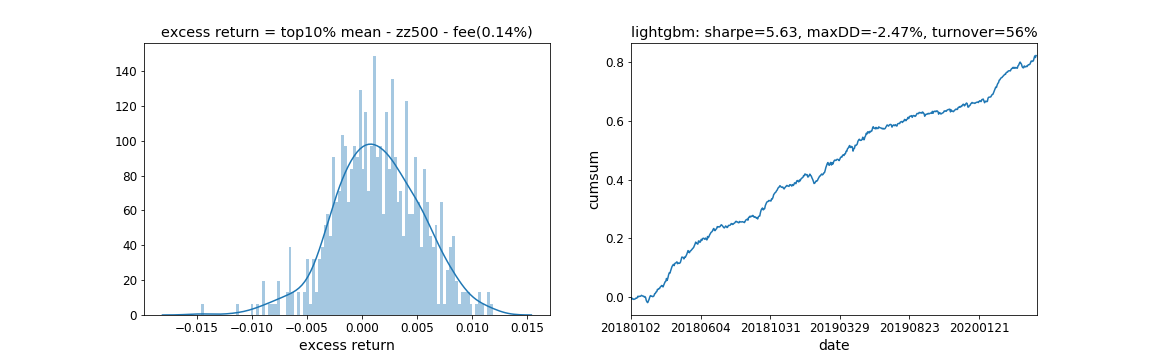 excess return = top10% mean - zz500 - fee(0.14%)
140
120
100
80
60
40
20
0
−0.015 −0.010 −0.005 0.000 0.005 0.010 0.015
excess return
lightgbm: sharpe=5.63, maxDD=-2.47%, turnover=56%
cumsum
0.8
0.6
0.4
0.2
0.0
20180102 20180604 20181031 20190329 20190823 20200121
date